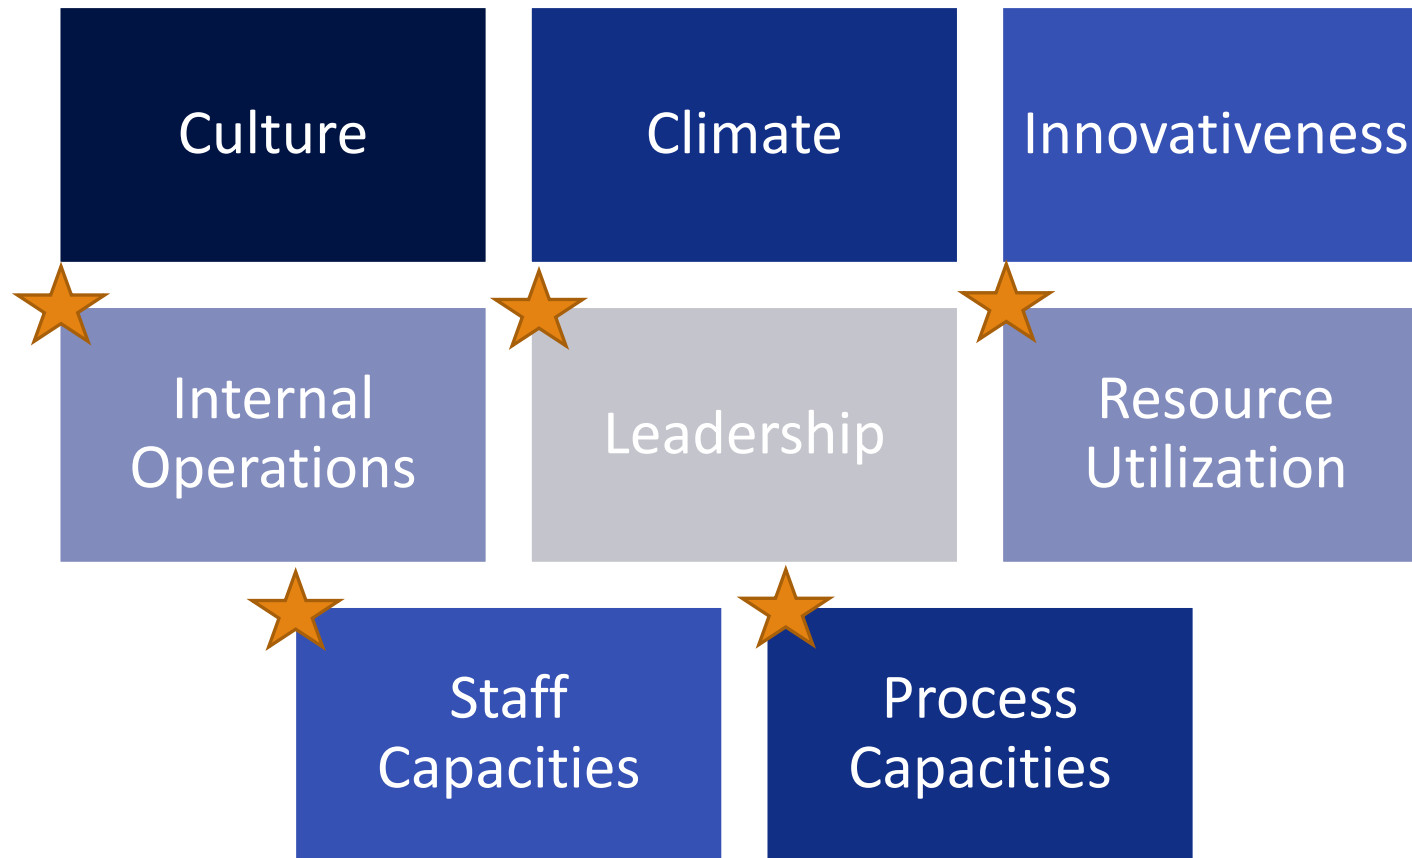 Culture
Climate
Innovativeness
Internal
Operations
Leadership
Resource
Utilization
Staff
Capacities
Process
Capacities